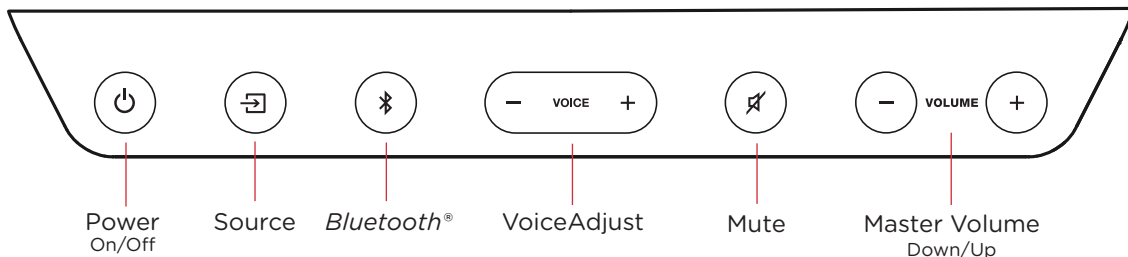 − VOICE +
− VOLUME +
Power
On/Off
Source
Bluetooth®
VoiceAdjust
Mute
Master Volume
Down/Up